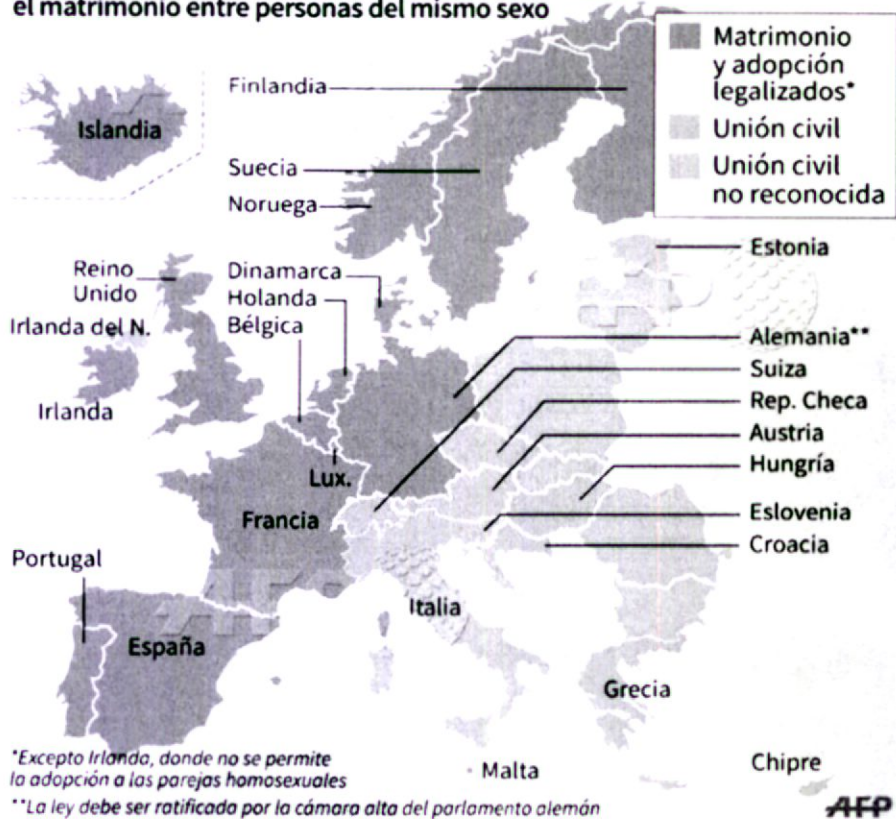 el matrimonio entre personas del mismo sexo
Matrimonio
y adopción
legalizados*
Unión civil
Unión civil
no reconocida
Islandia
Finlandia
Suecia
Noruega
Reino
Unido
Dinamarca
Holanda
Bélgica
Irlanda del N.
Irlanda
Estonia
Alemania**
Suiza
Rep. Checa
Austria
Hungría
Eslovenia
Croacia
Lux.
Francia
Portugal
España
Italia
Grecia
Malta
Chipre
*Excepto Irlanda, donde no se permite
la adopción a las parejas homosexuales
**La ley debe ser ratificada por la cámara alta del parlamento alemán
AFP